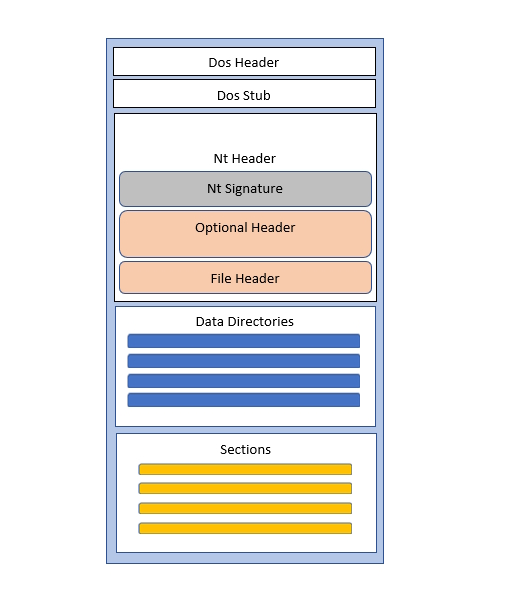 Dos Header
Dos Stub
Nt Header
Nt Signature
Optional Header
File Header
Data Directories
Sections